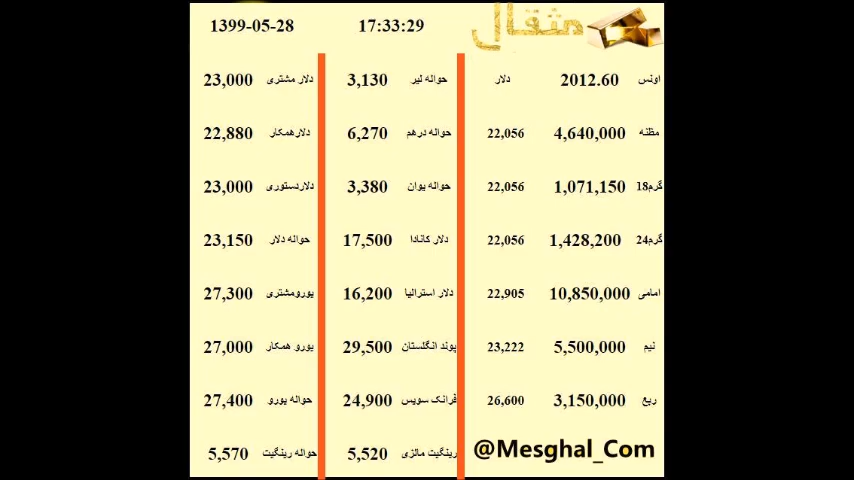 مثقال 17:33:29 1399-05-28
اونس 2012.60 دلار حواله لیر 3,130 دلار مشتری 23,000
مظنه 4,640,000 22,056 حواله درهم 6,270 دلارهمکار 22,880
گرم18 1,071,150 22,056 حواله یوان 3,380 دلاردستوری 23,000
گرم24 1,428,200 22,056 دلار کانادا 17,500 حواله دلار 23,150
امامی 10,850,000 22,905 دلار استرالیا 16,200 یورومشتری 27,300
نیم 5,500,000 23,222 پوند انگلستان 29,500 یورو همکار 27,000
ربع 3,150,000 26,600 فرانک سویس 24,900 حواله یورو 27,400
@Mesghal_Com رینگیت مالزی 5,520 حواله رینگیت 5,570